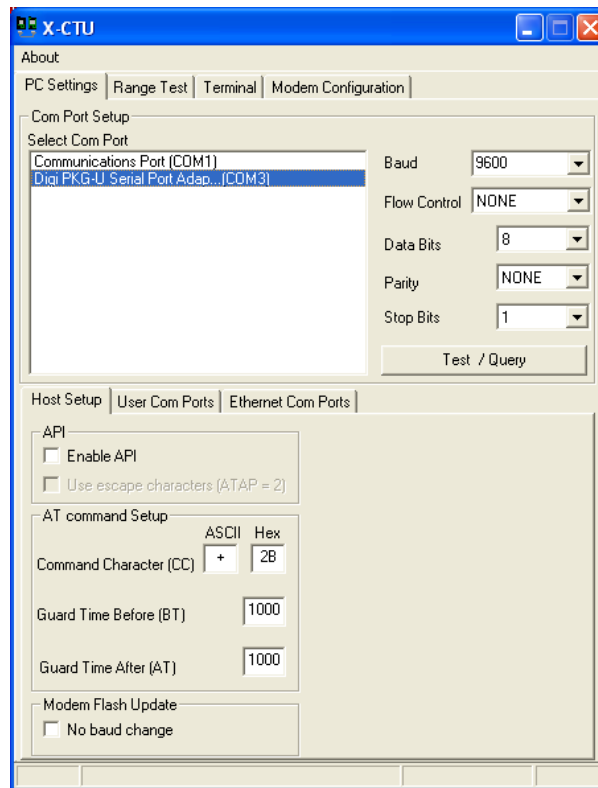 X-CTU
About
PC Settings Range Test Terminal Modem Configuration
Com Port Setup
Select Com Port
Communications Port (COM1)
Digi PKG-U Serial Port Adap...(COM3)
Baud 9600
Flow Control NONE
Data Bits 8
Parity NONE
Stop Bits 1
Test / Query
Host Setup User Com Ports Ethernet Com Ports
API
Enable API
Use escape characters (ATAP = 2)
AT command Setup
ASCII Hex
Command Character (CC) + 2B
Guard Time Before (BT) 1000
Guard Time After (AT) 1000
Modem Flash Update
No baud change